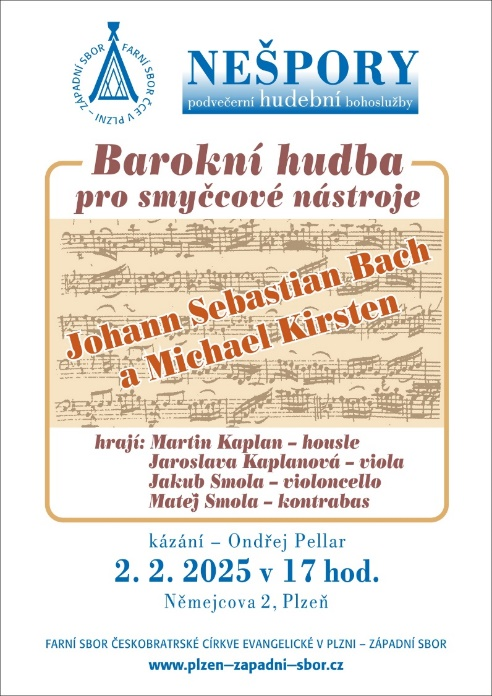 FARNÍ SBOR ČCE V PLZNI – ZÁPADNÍ SBOR
NEŠPORY
podvečerní hudební bohoslužby
Barokní hudba
pro smyčcové nástroje
Johann Sebastian Bach
a Michael Kirsten
hrají: Martin Kaplan – housle
Jaroslava Kaplanová – viola
Jakub Smola – violoncello
Matěj Smola – kontrabas
kázání – Ondřej Pellar
2. 2. 2025 v 17 hod.
Němejcova 2, Plzeň
FARNÍ SBOR ČESKOBRATRSKÉ CÍRKVE EVANGELICKÉ V PLZNI – ZÁPADNÍ SBOR
www.plzen–zapadni–sbor.cz